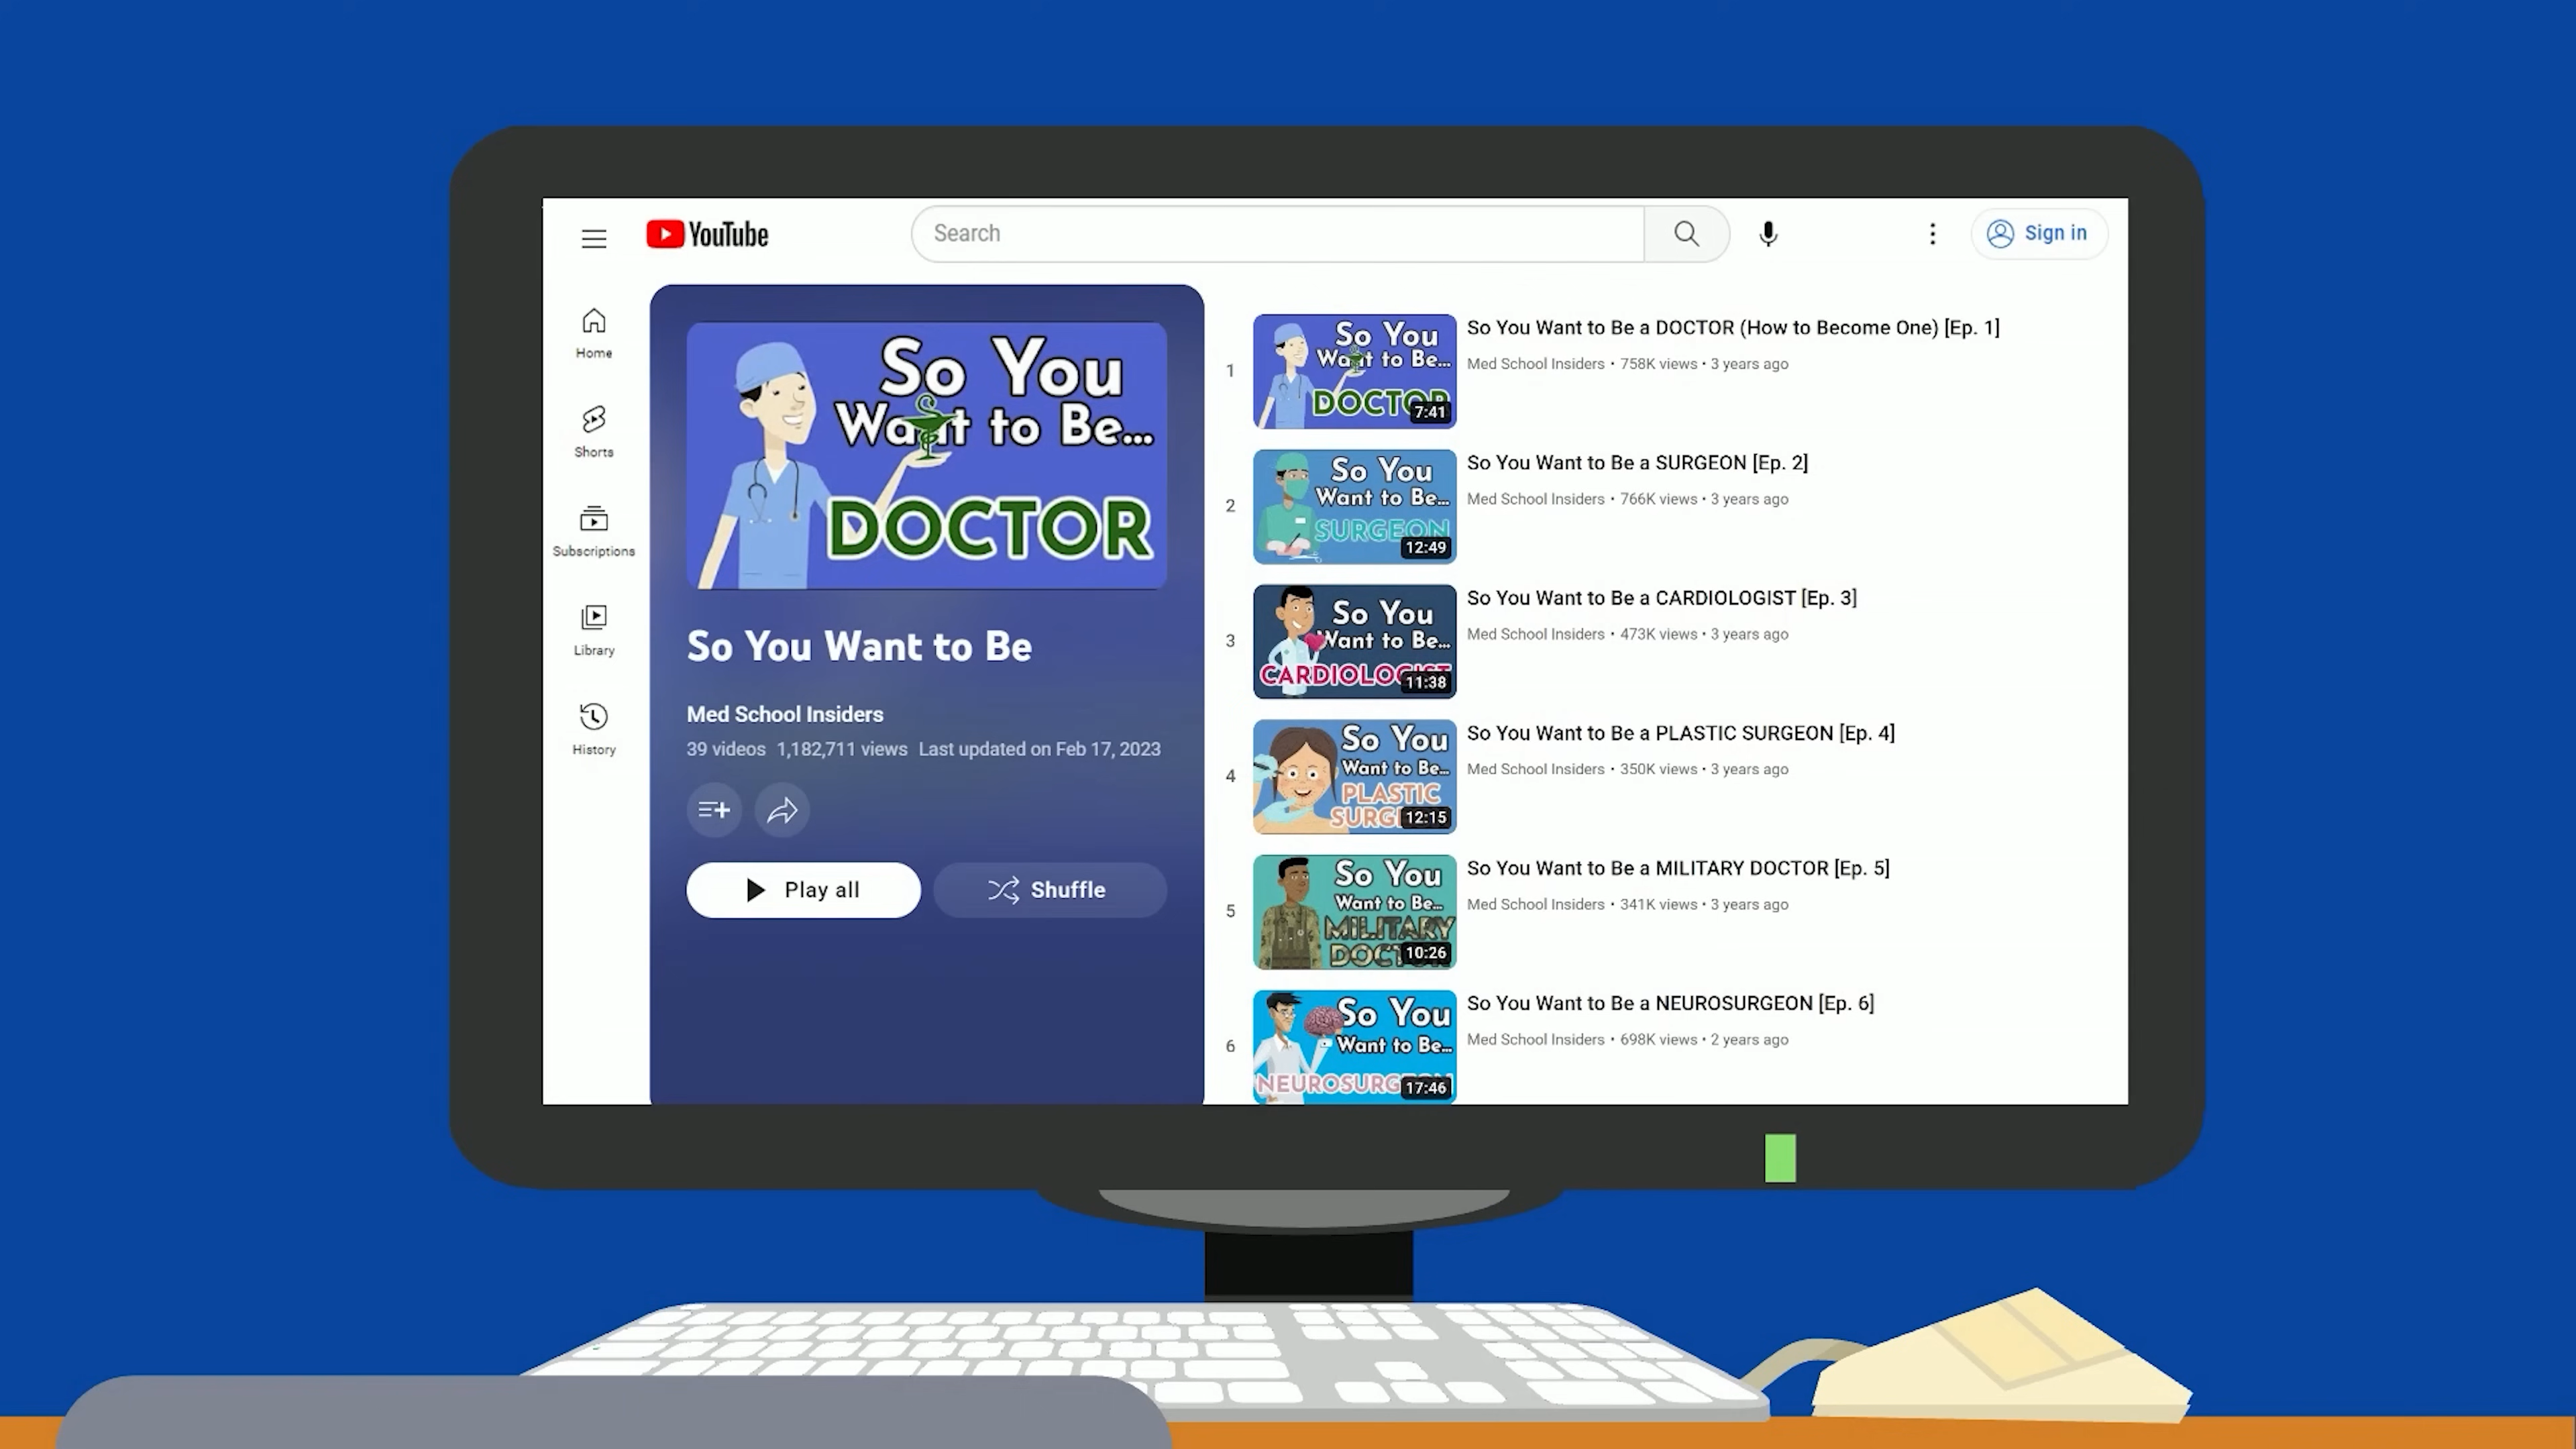 YouTube
Search
Sign in
Home
Shorts
Subscriptions
Library
History
So You
Want to Be...
DOCTOR
So You Want to Be
Med School Insiders
39 videos 1,182,711 views Last updated on Feb 17, 2023
Play all
Shuffle
1
So You
Want to Be...
DOCTOR
7:41
So You Want to Be a DOCTOR (How to Become One) [Ep. 1]
Med School Insiders • 758K views • 3 years ago
2
So You
Want to Be...
SURGEON
12:49
So You Want to Be a SURGEON [Ep. 2]
Med School Insiders • 766K views • 3 years ago
3
So You
Want to Be...
CARDIOLOGIST
11:38
So You Want to Be a CARDIOLOGIST [Ep. 3]
Med School Insiders • 473K views • 3 years ago
4
So You
Want to Be...
PLASTIC
SURG
12:15
So You Want to Be a PLASTIC SURGEON [Ep. 4]
Med School Insiders • 350K views • 3 years ago
5
So You
Want to Be...
MILITARY
DOCTOR
10:26
So You Want to Be a MILITARY DOCTOR [Ep. 5]
Med School Insiders • 341K views • 3 years ago
6
So You
Want to Be...
NEUROSURGEON
17:46
So You Want to Be a NEUROSURGEON [Ep. 6]
Med School Insiders • 698K views • 2 years ago